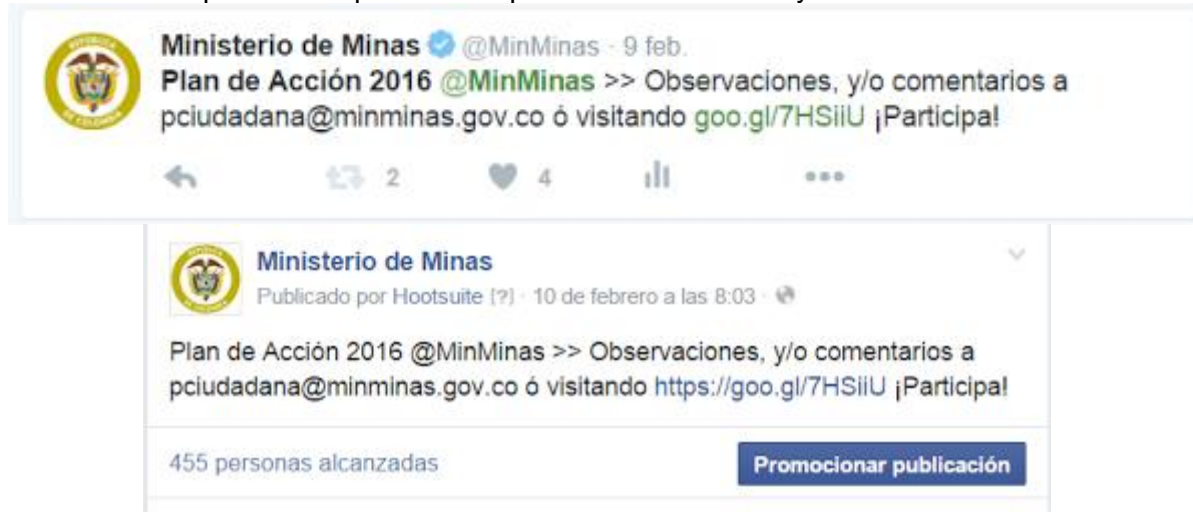 Ministerio de Minas @MinMinas · 9 feb.
Plan de Acción 2016 @MinMinas >> Observaciones, y/o comentarios a
pciudadana@minminas.gov.co ó visitando goo.gl/7HSiiU ¡Participa!
2 4
Ministerio de Minas
Publicado por Hootsuite [?] · 10 de febrero a las 8:03 ·
Plan de Acción 2016 @MinMinas >> Observaciones, y/o comentarios a
pciudadana@minminas.gov.co ó visitando https://goo.gl/7HSiiU ¡Participa!
455 personas alcanzadas
Promocionar publicación